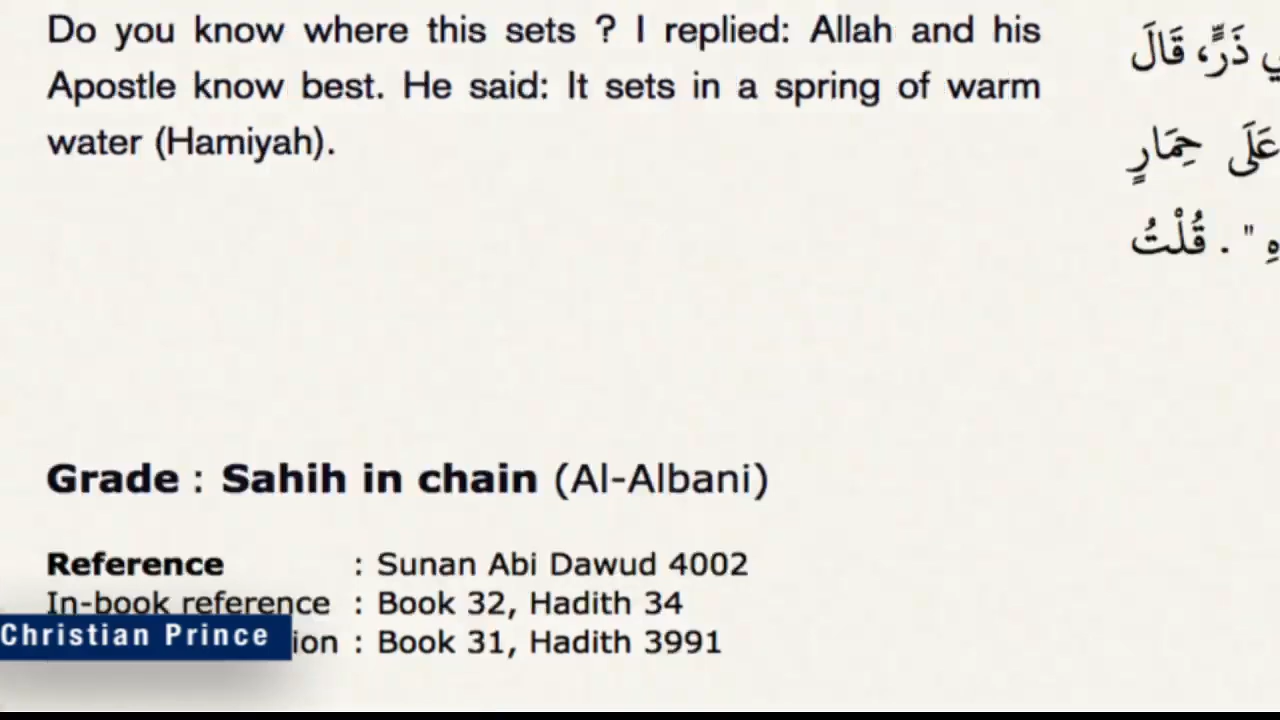 Do you know where this sets ? I replied: Allah and his
Apostle know best. He said: It sets in a spring of warm
water (Hamiyah).
ذَرٍّ، قَالَ
عَلَى حِمَارٍ
" . قُلْتُ
Grade : Sahih in chain (Al-Albani)
Reference : Sunan Abi Dawud 4002
In-book reference : Book 32, Hadith 34
Christian Prince
: Book 31, Hadith 3991